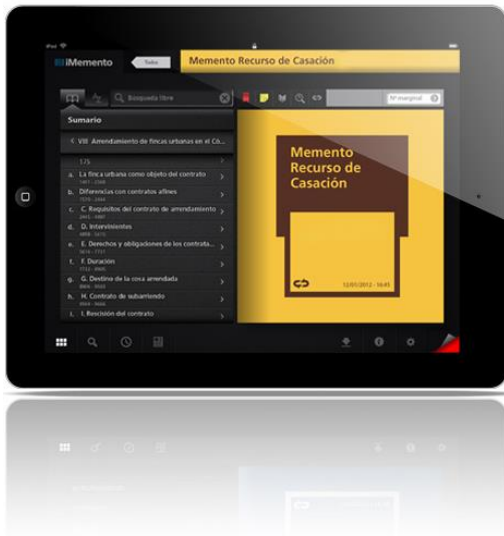 iPad
iMemento
Todos
Memento Recurso de Casación
Búsqueda libre
Nº marginal
Sumario
VIII Arrendamiento de fincas urbanas en el Có...
175
a. La finca urbana como objeto del contrato
b. Diferencias con contratos afines
c. C. Requisitos del contrato de arrendamiento
d. D. Intervinientes
e. E. Derechos y obligaciones de los contrata...
f. F. Duración
g. G. Destino de la cosa arrendada
h. H. Contrato de subarriendo
i. I. Rescisión del contrato
Memento
Recurso de
Casación
12/01/2012 - 16:45